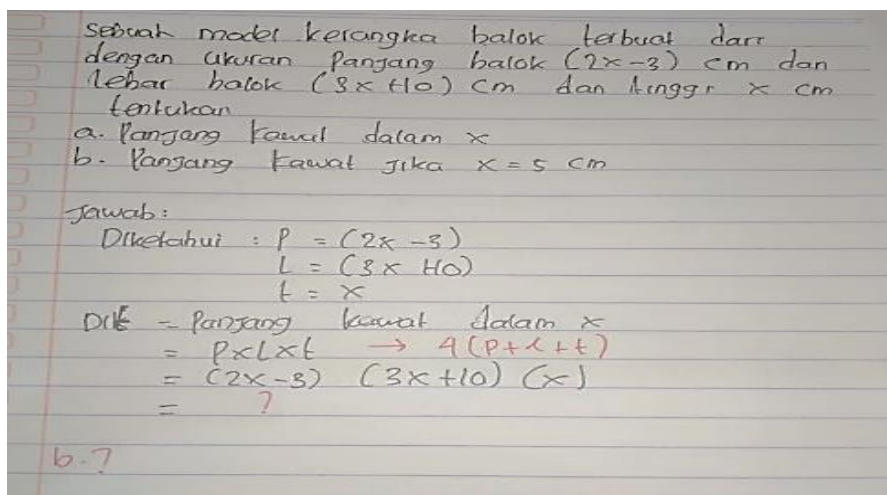 Sebuah model kerangka balok terbuat dari
dengan ukuran Panjang balok (2x-3) cm dan
lebar balok (3x+10) cm dan tinggi x cm
tentukan
a. Panjang kawat dalam x
b. Panjang kawat jika x = 5 cm
Jawab:
Diketahui : P = (2x-3)
L = (3x+10)
t = x
Dit = Panjang kawat dalam x
= PxLxt → 4(P+l+t)
= (2x-3) (3x+10) (x)
= ?
b. ?